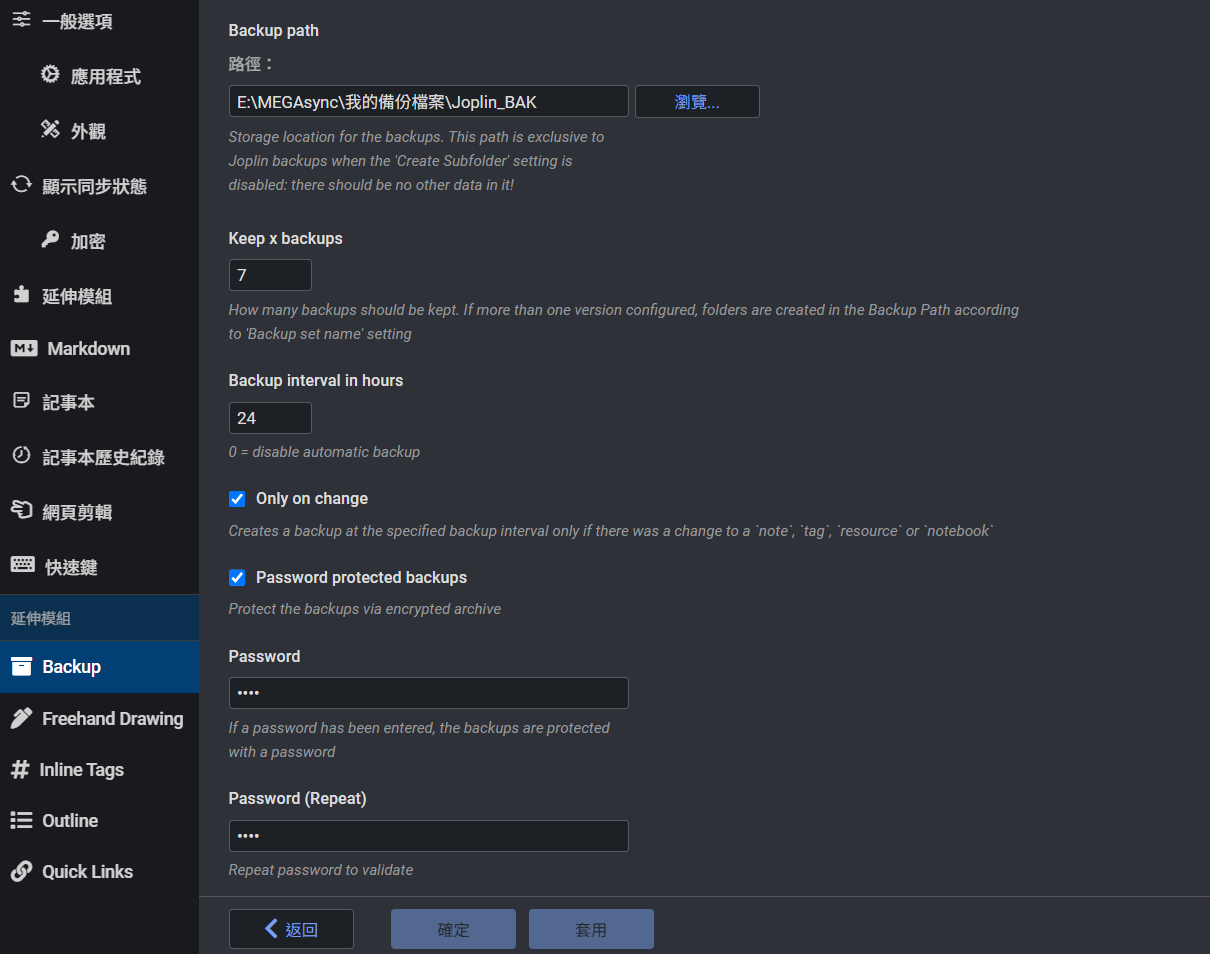 一般選項
應用程式
外觀
顯示同步狀態
加密
延伸模組
Markdown
記事本
記事本歷史紀錄
網頁剪輯
快速鍵
延伸模組
Backup
Freehand Drawing
Inline Tags
Outline
Quick Links
Backup path
路徑：
E:\MEGAsync\我的備份檔案\Joplin_BAK
瀏覽...
Storage location for the backups. This path is exclusive to
Joplin backups when the 'Create Subfolder' setting is
disabled: there should be no other data in it!
Keep x backups
7
How many backups should be kept. If more than one version configured, folders are created in the Backup Path according
to 'Backup set name' setting
Backup interval in hours
24
0 = disable automatic backup
Only on change
Creates a backup at the specified backup interval only if there was a change to a `note`, `tag`, `resource` or `notebook`
Password protected backups
Protect the backups via encrypted archive
Password
••••
If a password has been entered, the backups are protected
with a password
Password (Repeat)
••••
Repeat password to validate
返回
確定
套用